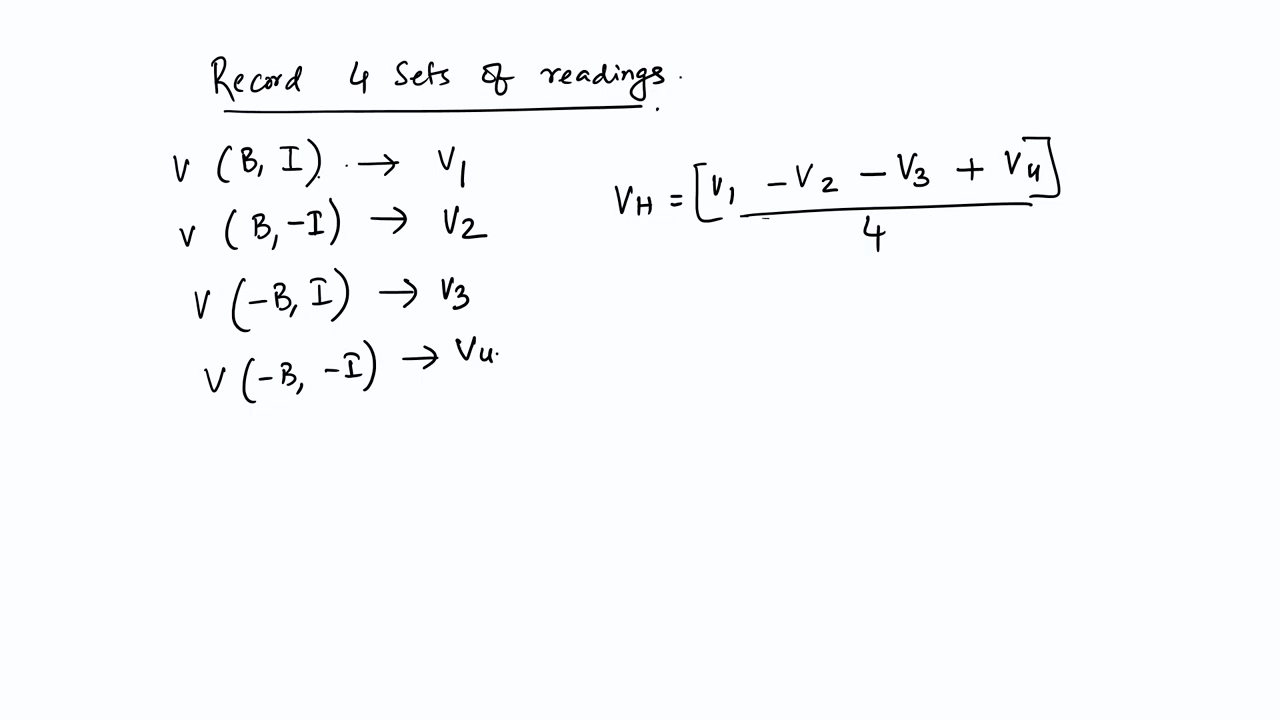 Record 4 Sets of readings.
V (B, I) → V1
V (B, -I) → V2
V (-B, I) → V3
V (-B, -I) → V4.
VH = [V1 - V2 - V3 + V4]
4